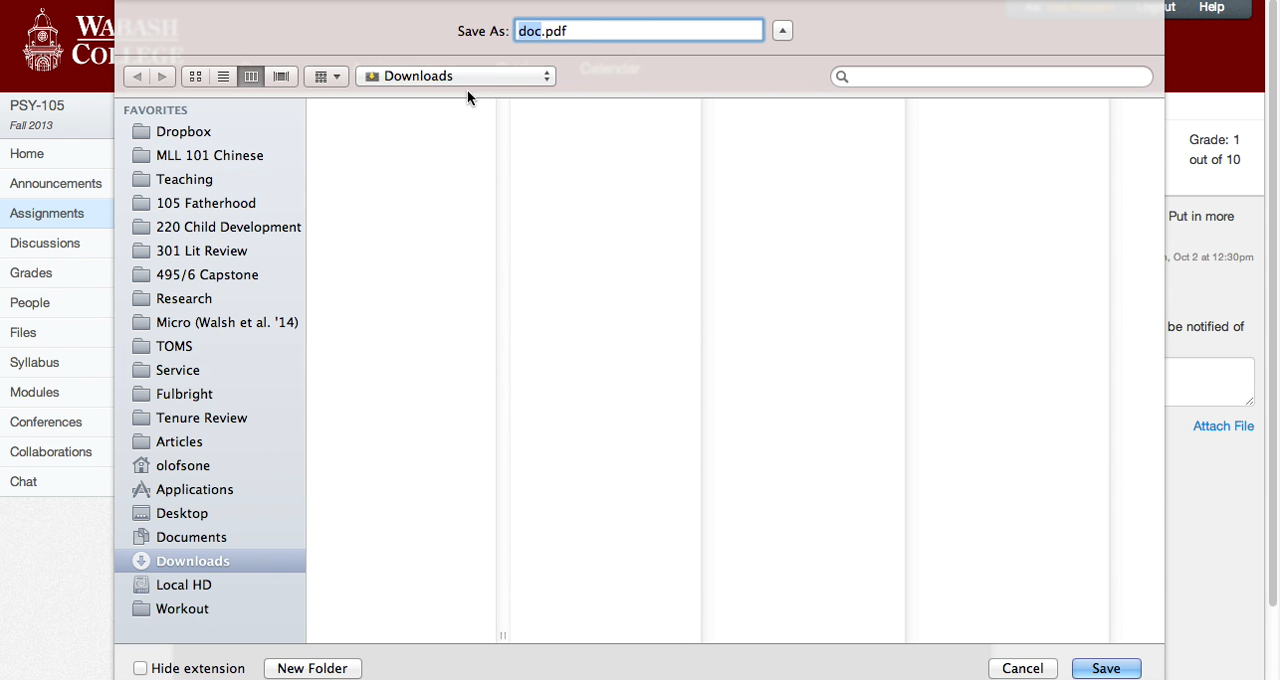 WABASH
COLLEGE
Save As: doc.pdf
Logout
Help
Downloads
Calendar
PSY-105
Fall 2013
Home
Announcements
Assignments
Discussions
Grades
People
Files
Syllabus
Modules
Conferences
Collaborations
Chat
FAVORITES
Dropbox
MLL 101 Chinese
Teaching
105 Fatherhood
220 Child Development
301 Lit Review
495/6 Capstone
Research
Micro (Walsh et al. '14)
TOMS
Service
Fulbright
Tenure Review
Articles
olofsone
Applications
Desktop
Documents
Downloads
Local HD
Workout
Grade: 1
out of 10
Put in more
, Oct 2 at 12:30pm
be notified of
Attach File
Hide extension
New Folder
Cancel
Save